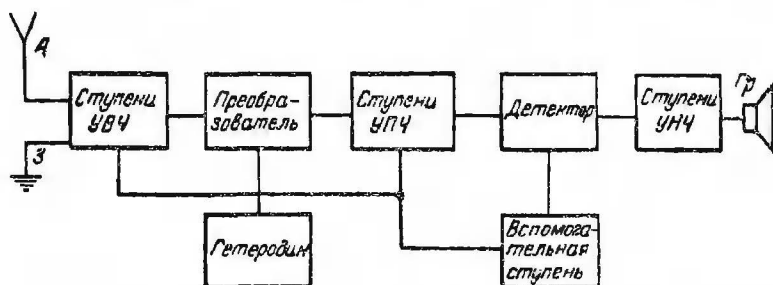 А
З
Ступени
УВЧ
Преобра-
зователь
Ступени
УПЧ
Детектор
Ступени
УНЧ
Гр
Гетеродин
Вспомога-
тельная
ступень